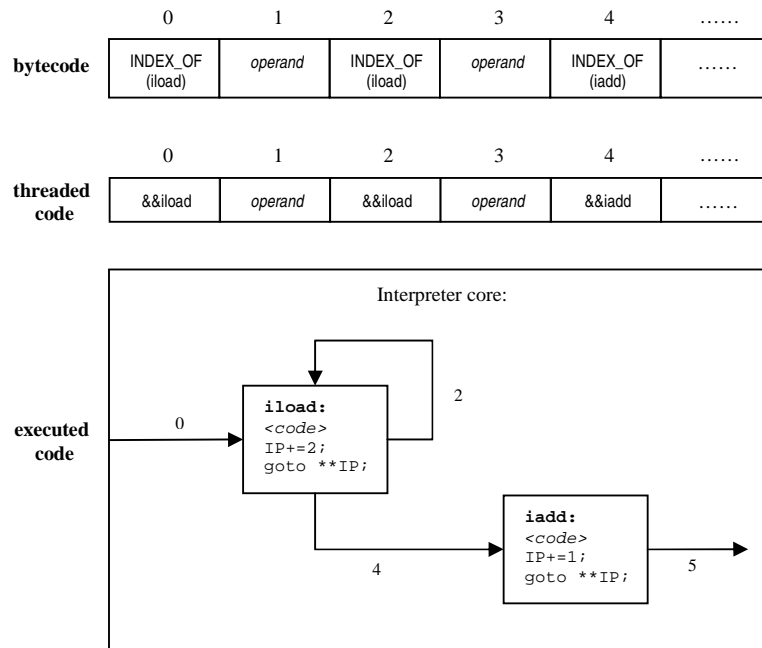 0 1 2 3 4 ……
bytecode
INDEX_OF
(iload)
operand
INDEX_OF
(iload)
operand
INDEX_OF
(iadd)
……
0 1 2 3 4 ……
threaded
code
&&iload operand &&iload operand &&iadd ……
Interpreter core:
executed
code
0
iload:
<code>
IP+=2;
goto **IP;
2
4
iadd:
<code>
IP+=1;
goto **IP;
5